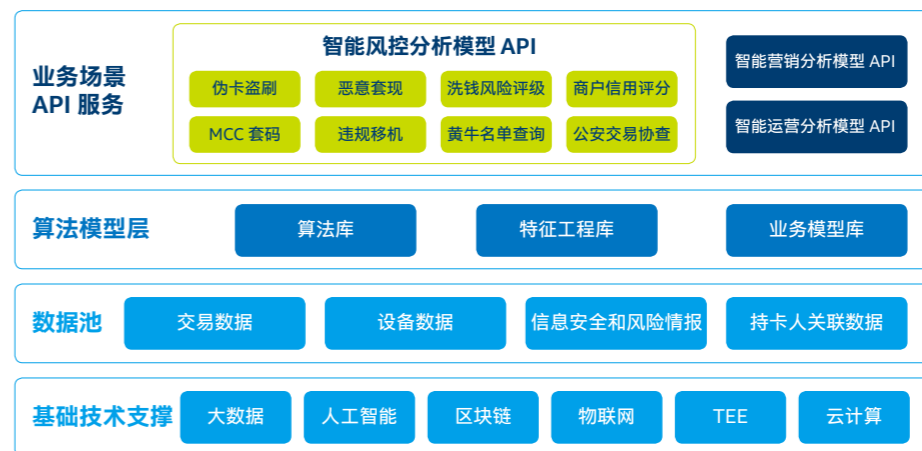 智能风控分析模型 API
业务场景
API 服务
伪卡盗刷
恶意套现
洗钱风险评级
商户信用评分
MCC 套码
违规移机
黄牛名单查询
公安交易协查
智能营销分析模型 API
智能运营分析模型 API
算法模型层
算法库
特征工程库
业务模型库
数据池
交易数据
设备数据
信息安全和风险情报
持卡人关联数据
基础技术支撑
大数据
人工智能
区块链
物联网
TEE
云计算